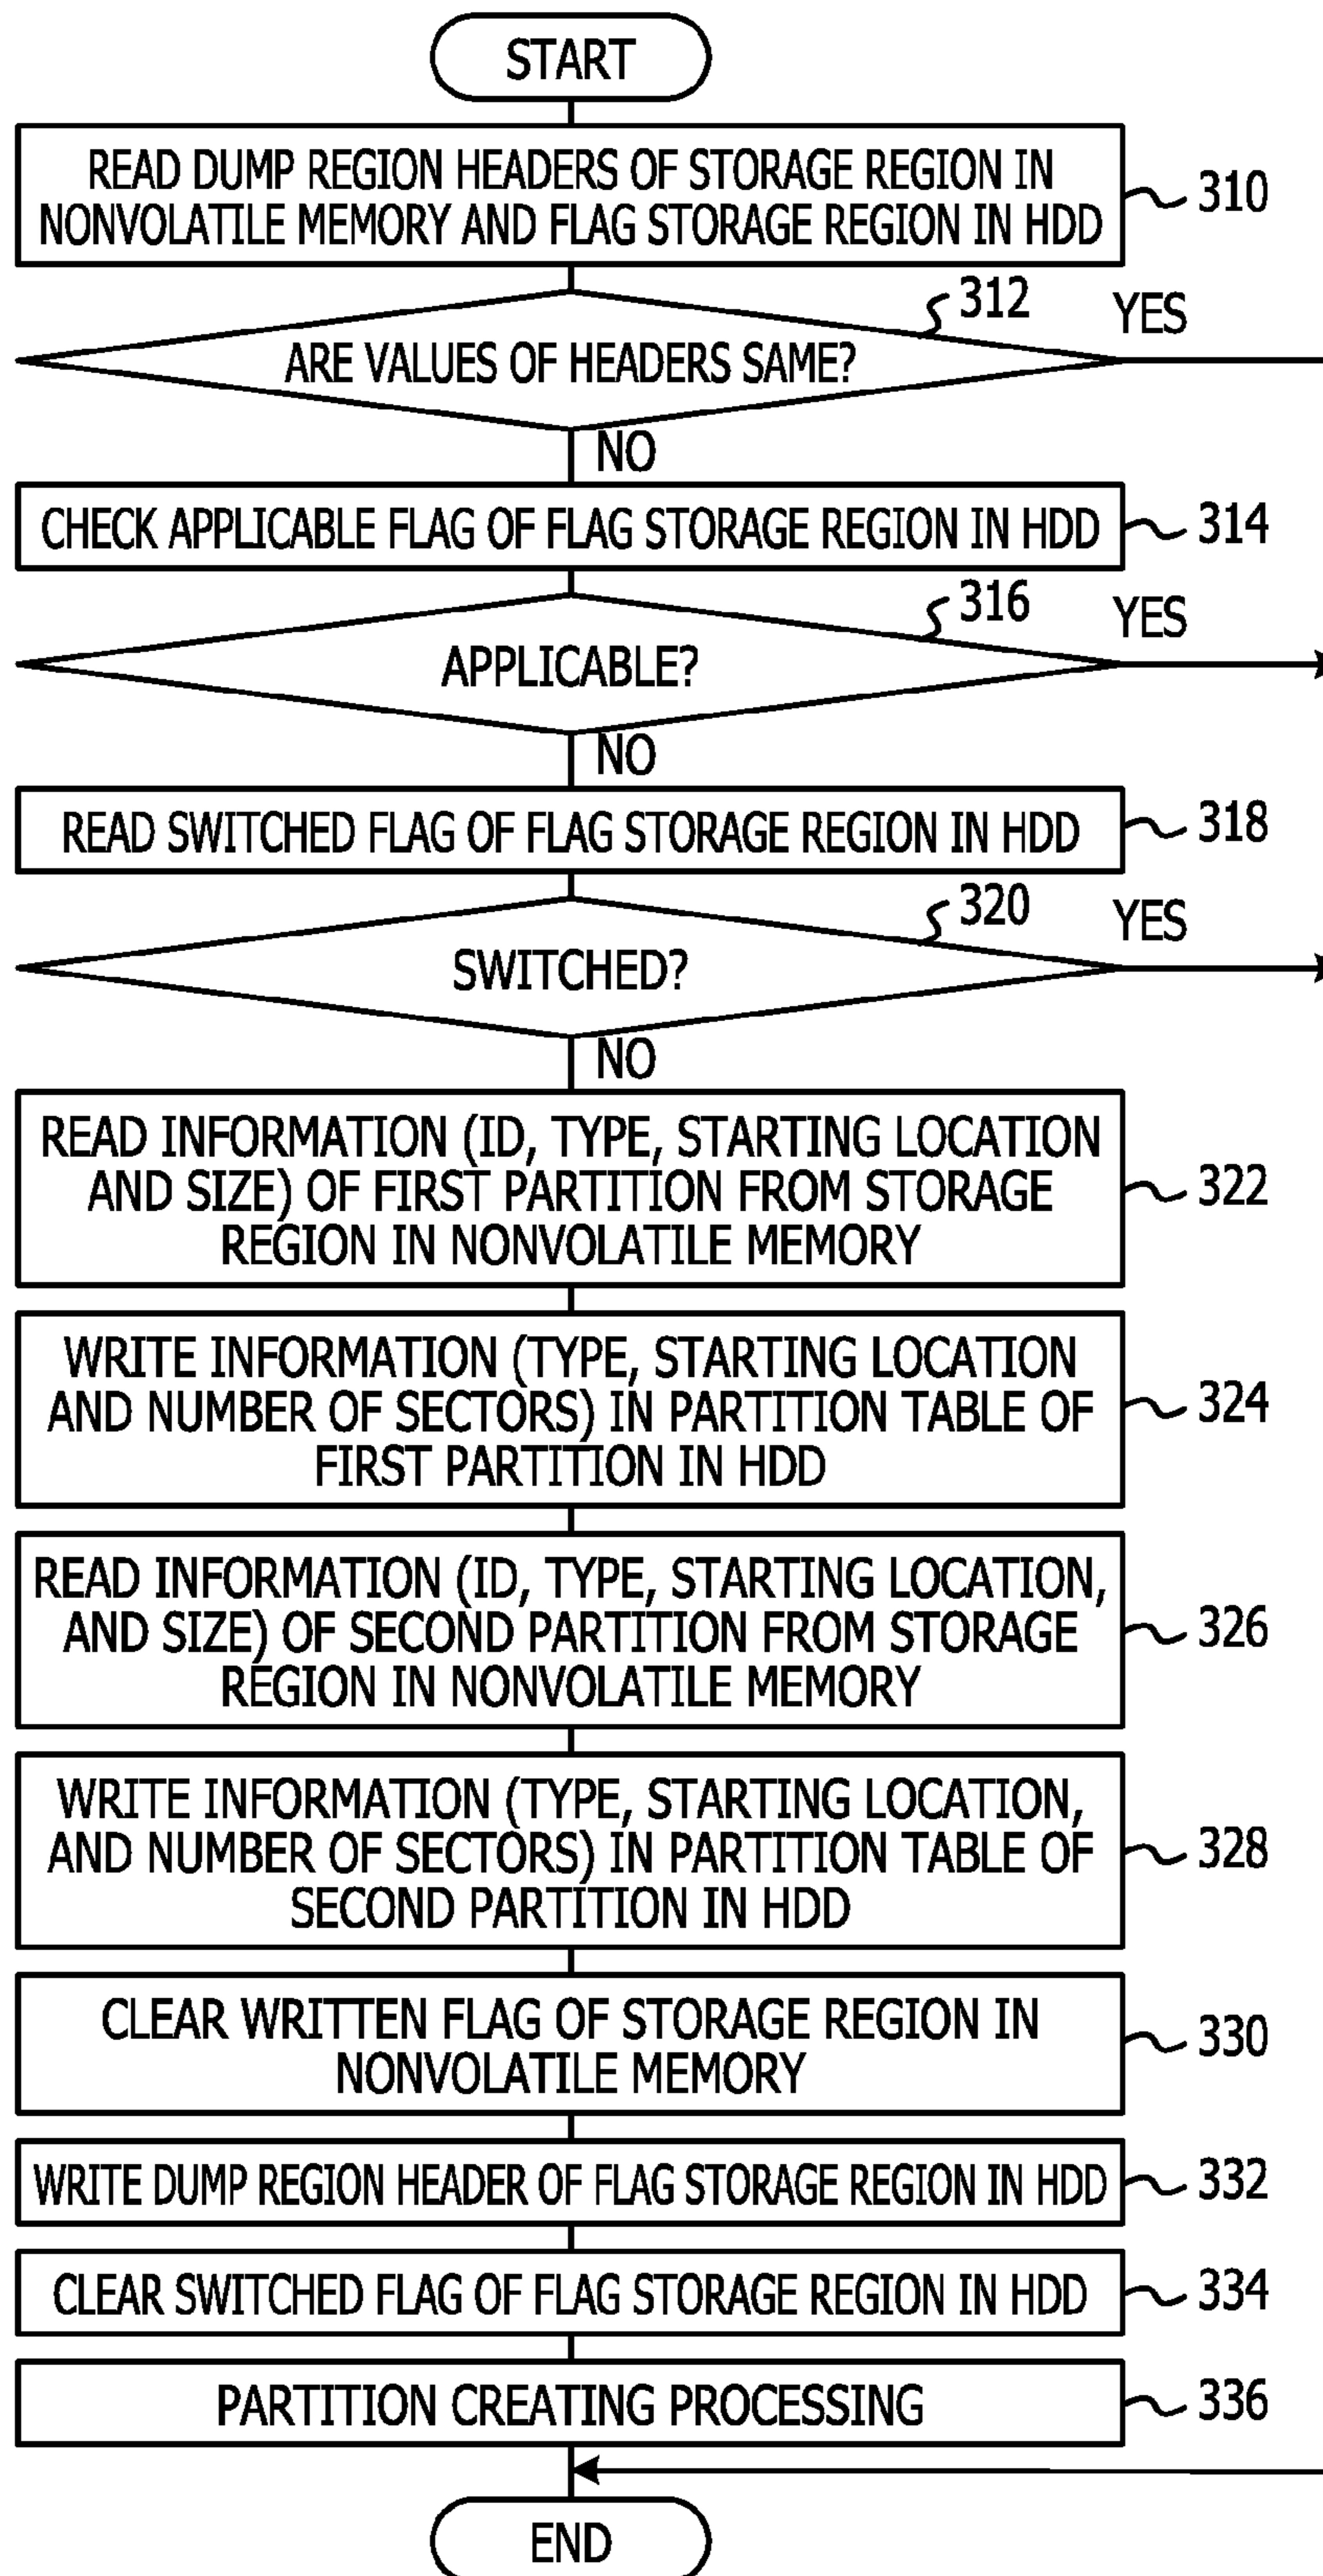 START
READ DUMP REGION HEADERS OF STORAGE REGION IN
NONVOLATILE MEMORY AND FLAG STORAGE REGION IN HDD
310
312
YES
ARE VALUES OF HEADERS SAME?
NO
CHECK APPLICABLE FLAG OF FLAG STORAGE REGION IN HDD
314
316
YES
APPLICABLE?
NO
READ SWITCHED FLAG OF FLAG STORAGE REGION IN HDD
318
320
YES
SWITCHED?
NO
READ INFORMATION (ID, TYPE, STARTING LOCATION
AND SIZE) OF FIRST PARTITION FROM STORAGE
REGION IN NONVOLATILE MEMORY
322
WRITE INFORMATION (TYPE, STARTING LOCATION
AND NUMBER OF SECTORS) IN PARTITION TABLE OF
FIRST PARTITION IN HDD
324
READ INFORMATION (ID, TYPE, STARTING LOCATION,
AND SIZE) OF SECOND PARTITION FROM STORAGE
REGION IN NONVOLATILE MEMORY
326
WRITE INFORMATION (TYPE, STARTING LOCATION,
AND NUMBER OF SECTORS) IN PARTITION TABLE OF
SECOND PARTITION IN HDD
328
CLEAR WRITTEN FLAG OF STORAGE REGION IN
NONVOLATILE MEMORY
330
WRITE DUMP REGION HEADER OF FLAG STORAGE REGION IN HDD
332
CLEAR SWITCHED FLAG OF FLAG STORAGE REGION IN HDD
334
PARTITION CREATING PROCESSING
336
END